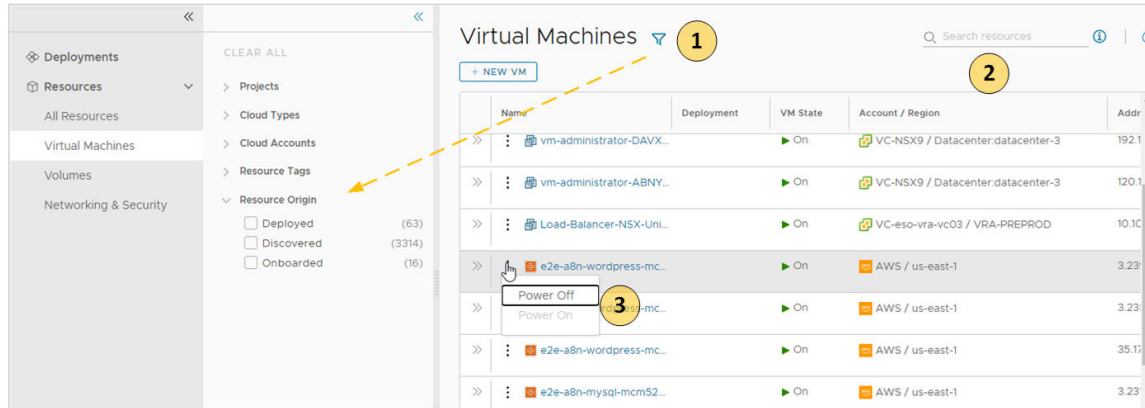 «
Deployments
Resources
All Resources
Virtual Machines
Volumes
Networking & Security
«
CLEAR ALL
> Projects
> Cloud Types
> Cloud Accounts
> Resource Tags
Resource Origin
Deployed (63)
Discovered (3314)
Onboarded (16)
Virtual Machines
1
Search resources
2
+ NEW VM
Name Deployment VM State Account / Region Addr
» vm-administrator-DAVX... On VC-NSX9 / Datacenter:datacenter-3 192.1
» vm-administrator-ABNY... On VC-NSX9 / Datacenter:datacenter-3 120.1
» Load-Balancer-NSX-Uni... On VC-eso-vra-vc03 / VRA-PREPROD 10.10
» e2e-a8n-wordpress-mc... On AWS / us-east-1 3.23
Power Off
Power On
3
» On AWS / us-east-1 3.23
» e2e-a8n-wordpress-mc... On AWS / us-east-1 35.17
» e2e-a8n-mysql-mcm52... On AWS / us-east-1 3.23